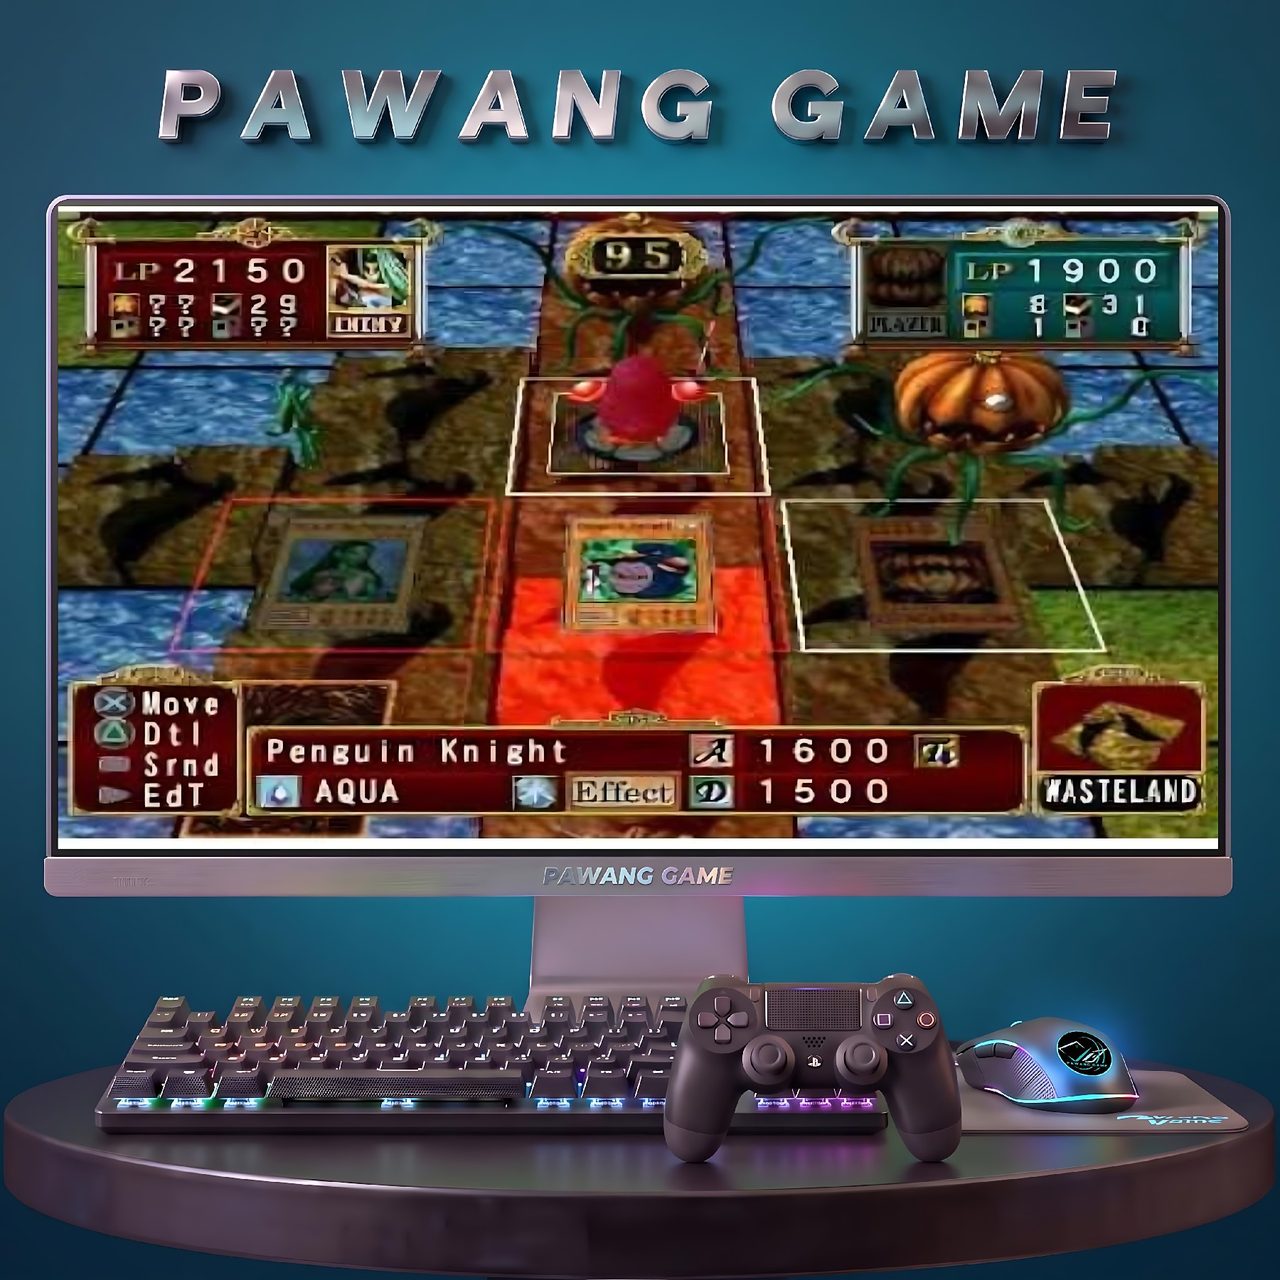 PAWANG GAME
LP 2150
?? 29
?? ??
ENEMY
95
LP 1900
8 31
1 0
PLAYER
Move
Dtl
Srnd
EdT
Penguin Knight
A 1600
AQUA
Effect
D 1500
WASTELAND
PAWANG GAME